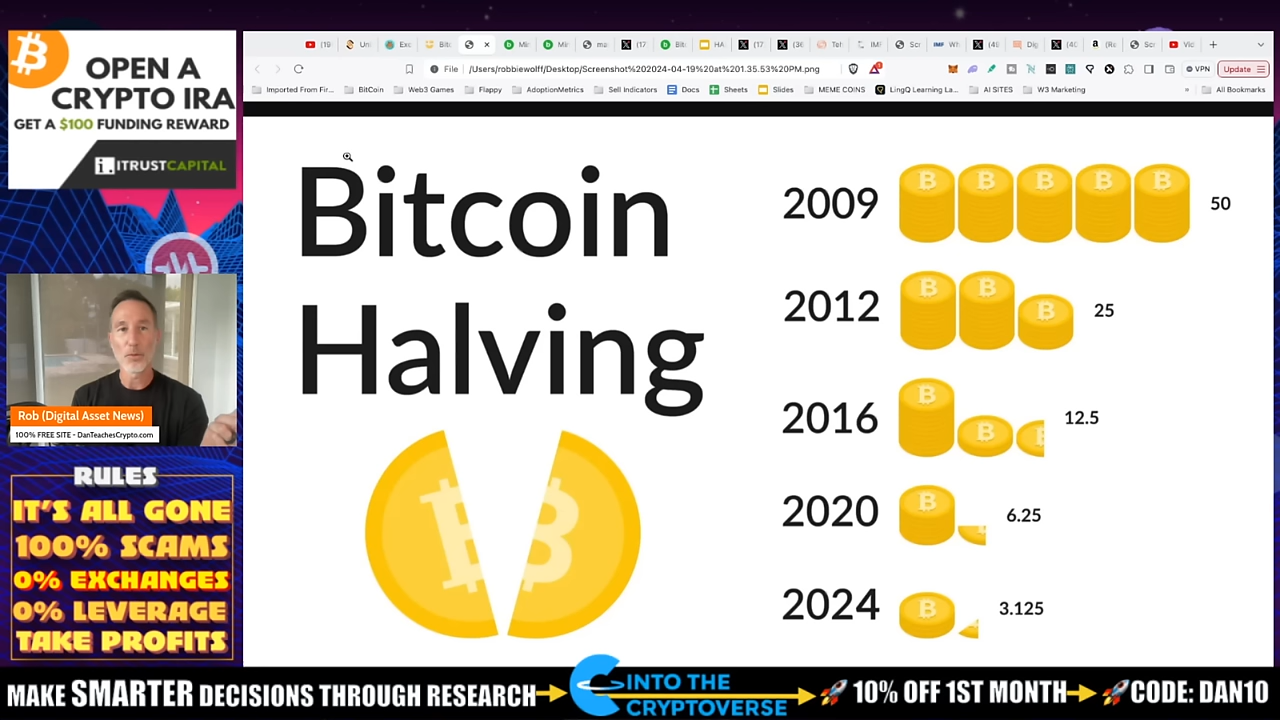 OPEN A
CRYPTO IRA
GET A $100 FUNDING REWARD
i. ITRUSTCAPITAL
File /Users/robbiewolff/Desktop/Screenshot%202024-04-19%20at%201.35.53%20PM.png
VPN
Update
Imported From Fir... BitCoin Web3 Games Flappy AdoptionMetrics Sell Indicators Docs Sheets Slides MEME COINS LingQ Learning La... AI SITES W3 Marketing » All Bookmarks
Bitcoin
Halving
2009 50
2012 25
2016 12.5
2020 6.25
2024 3.125
Rob (Digital Asset News)
100% FREE SITE - DanTeachesCrypto.com
RULES
IT'S ALL GONE
100% SCAMS
0% EXCHANGES
0% LEVERAGE
TAKE PROFITS
MAKE SMARTER DECISIONS THROUGH RESEARCH
INTO THE
CRYPTOVERSE
10% OFF 1ST MONTH
CODE: DAN10